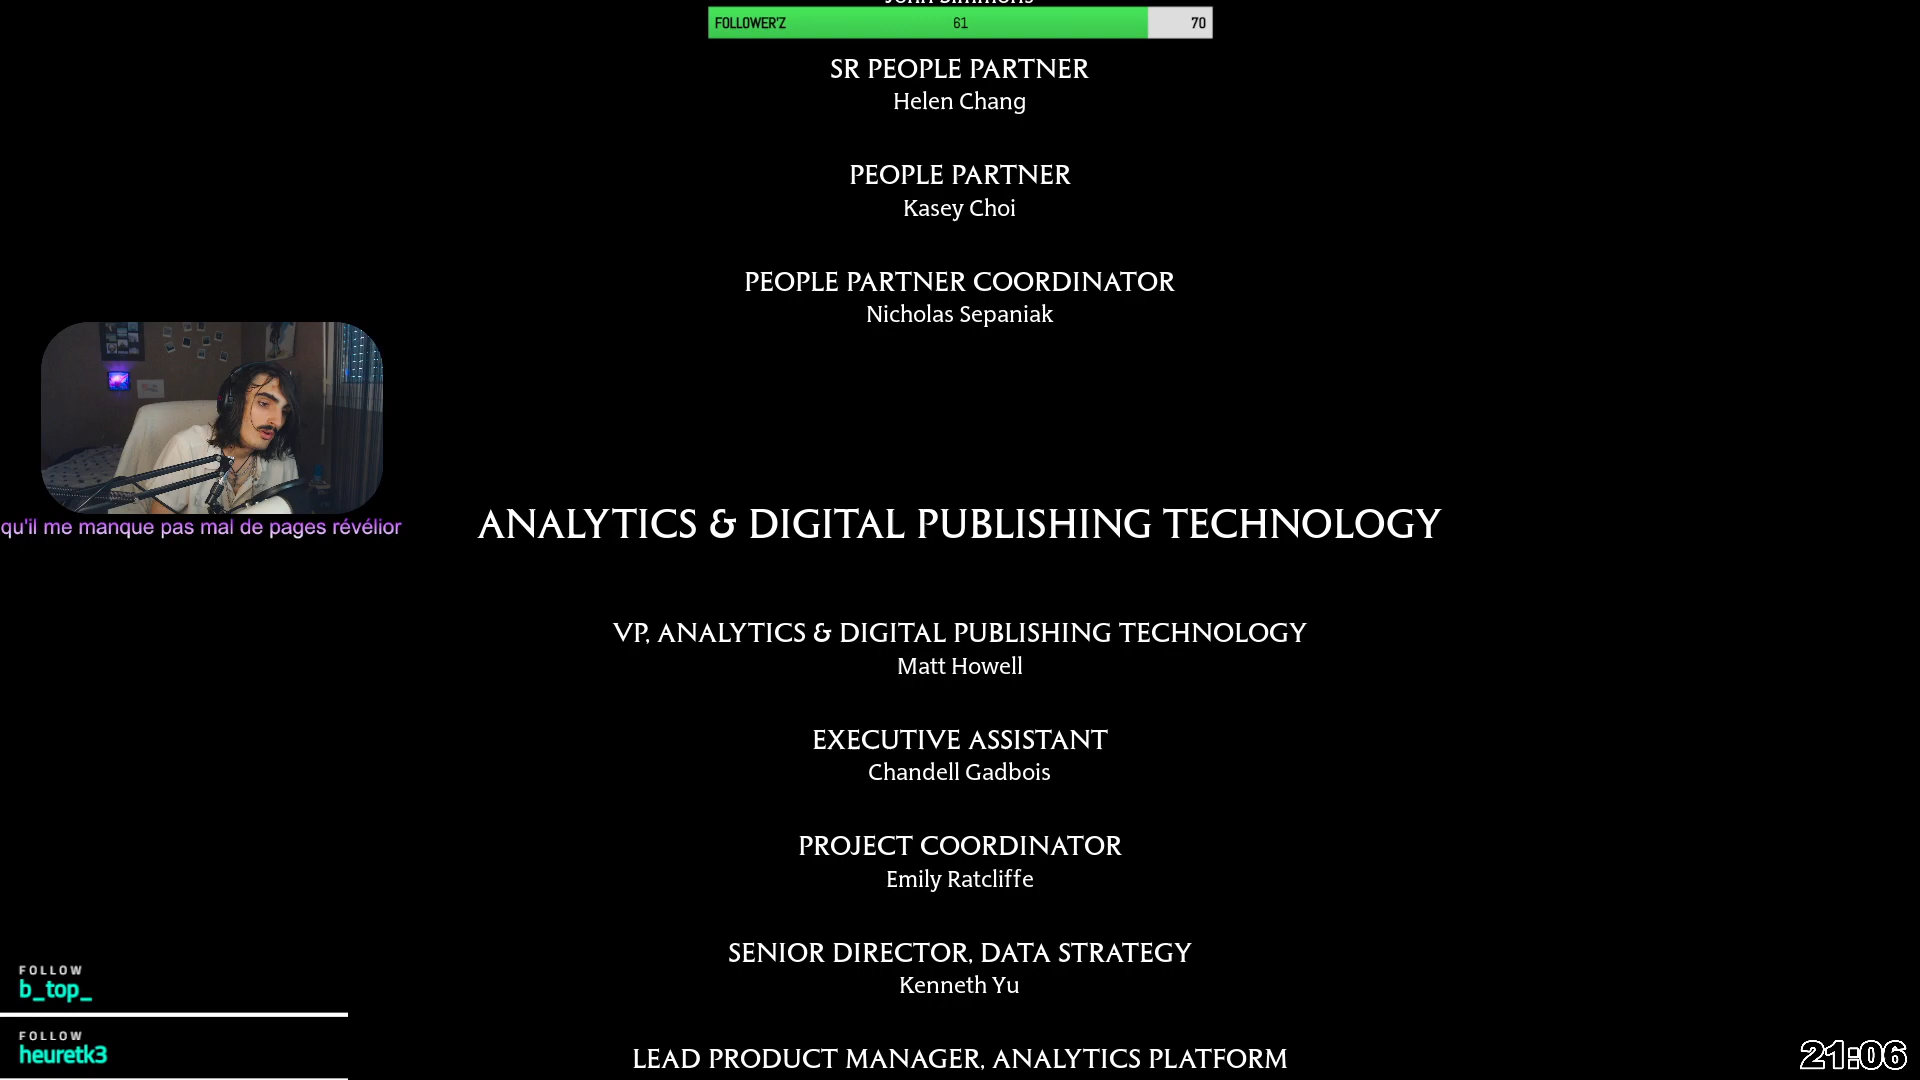 FOLLOWER'Z 61 70
SR PEOPLE PARTNER
Helen Chang
PEOPLE PARTNER
Kasey Choi
PEOPLE PARTNER COORDINATOR
Nicholas Sepaniak
qu'il me manque pas mal de pages révélior
ANALYTICS & DIGITAL PUBLISHING TECHNOLOGY
VP, ANALYTICS & DIGITAL PUBLISHING TECHNOLOGY
Matt Howell
EXECUTIVE ASSISTANT
Chandell Gadbois
PROJECT COORDINATOR
Emily Ratcliffe
SENIOR DIRECTOR, DATA STRATEGY
Kenneth Yu
LEAD PRODUCT MANAGER, ANALYTICS PLATFORM
FOLLOW
b_top_
FOLLOW
heuretk3
21:06